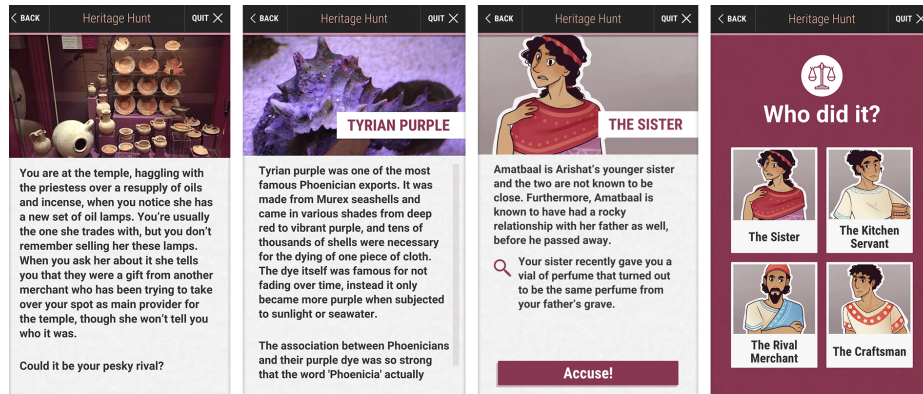 BACK
Heritage Hunt
QUIT
You are at the temple, haggling with
the priestess over a resupply of oils
and incense, when you notice she has
a new set of oil lamps. You're usually
the one she trades with, but you don't
remember selling her these lamps.
When you ask her about it she tells
you that they were a gift from another
merchant who has been trying to take
over your spot as main provider for
the temple, though she won't tell you
who it was.
Could it be your pesky rival?
BACK
Heritage Hunt
QUIT
TYRIAN PURPLE
Tyrian purple was one of the most
famous Phoenician exports. It was
made from Murex seashells and
came in various shades from deep
red to vibrant purple, and tens of
thousands of shells were necessary
for the dying of one piece of cloth.
The dye itself was famous for not
fading over time, instead it only
became more purple when subjected
to sunlight or seawater.
The association between Phoenicians
and their purple dye was so strong
that the word 'Phoenicia' actually
BACK
Heritage Hunt
QUIT
THE SISTER
Amatbaal is Arishat's younger sister
and the two are not known to be
close. Furthermore, Amatbaal is
known to have had a rocky
relationship with her father as well,
before he passed away.
Your sister recently gave you a
vial of perfume that turned out
to be the same perfume from
your father's grave.
Accuse!
BACK
Heritage Hunt
QUIT
Who did it?
The Sister
The Kitchen
Servant
The Rival
Merchant
The Craftsman